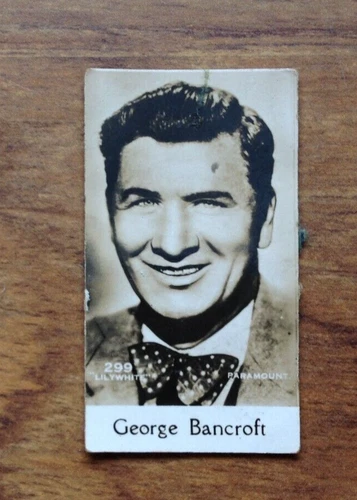 299
"LILYWHITE"
PARAMOUNT
George Bancroft